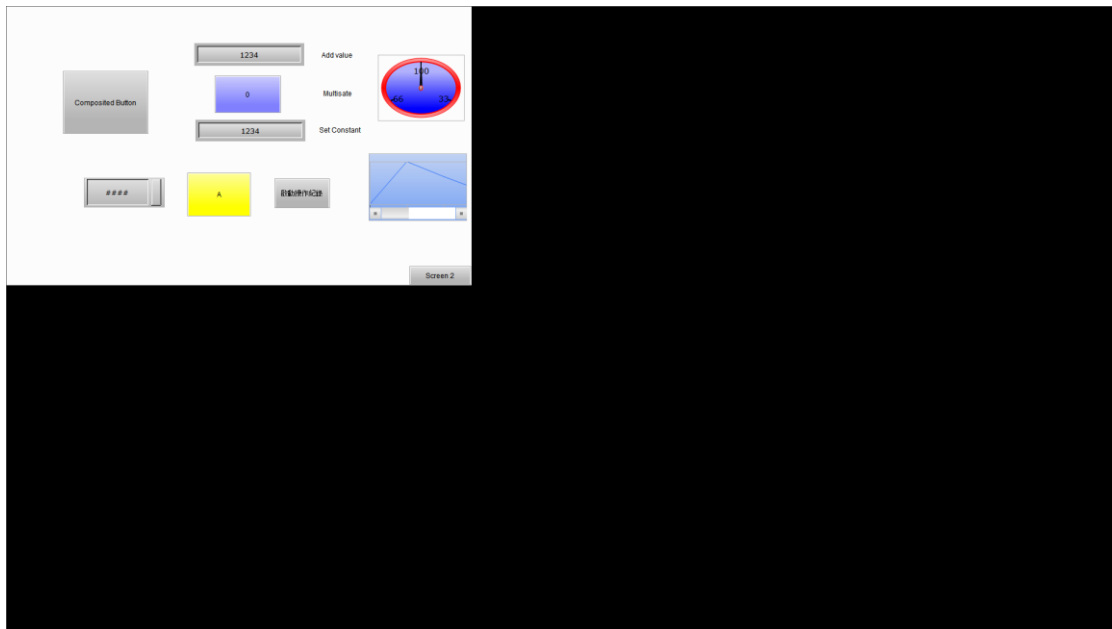 1234
Add value
100
Composited Button
0
Multisate
66
33
1234
Set Constant
####
A
啟動操作紀錄
Screen 2